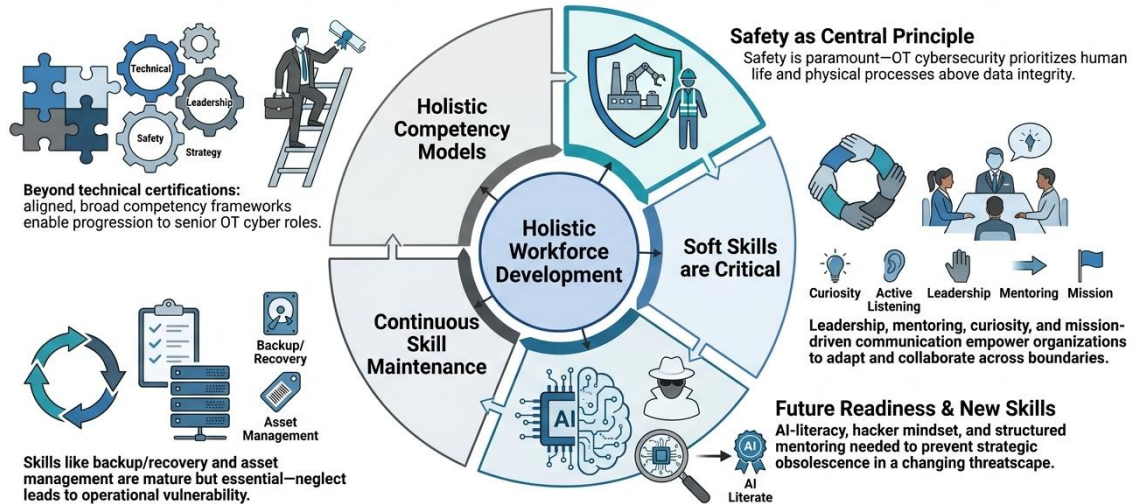 Technical
Leadership
Safety
Strategy
Beyond technical certifications:
aligned, broad competency frameworks
enable progression to senior OT cyber roles.
Holistic
Competency
Models
Safety as Central Principle
Safety is paramount—OT cybersecurity prioritizes human
life and physical processes above data integrity.
Holistic
Workforce
Development
Soft Skills
are Critical
Curiosity
Active
Listening
Leadership
Mentoring
Mission
Leadership, mentoring, curiosity, and mission-
driven communication empower organizations
to adapt and collaborate across boundaries.
Continuous
Skill
Maintenance
Backup/
Recovery
Asset
Management
Skills like backup/recovery and asset
management are mature but essential—neglect
leads to operational vulnerability.
AI
Future Readiness & New Skills
AI-literacy, hacker mindset, and structured
mentoring needed to prevent strategic
obsolescence in a changing threatscape.
AI
AI
Literate